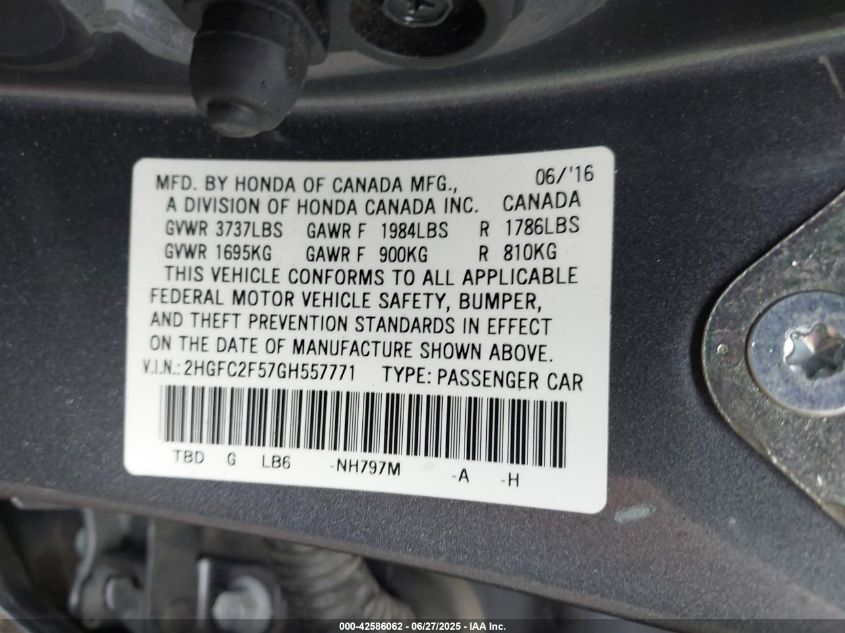 MFD. BY HONDA OF CANADA MFG., 06/'16
A DIVISION OF HONDA CANADA INC. CANADA
GVWR 3737LBS GAWR F 1984LBS R 1786LBS
GVWR 1695KG GAWR F 900KG R 810KG
THIS VEHICLE CONFORMS TO ALL APPLICABLE
FEDERAL MOTOR VEHICLE SAFETY, BUMPER,
AND THEFT PREVENTION STANDARDS IN EFFECT
ON THE DATE OF MANUFACTURE SHOWN ABOVE.
V.I.N.: 2HGFC2F57GH557771 TYPE: PASSENGER CAR
TBD G LB6 -NH797M -A -H
000-42586062 - 06/27/2025 - IAA Inc.